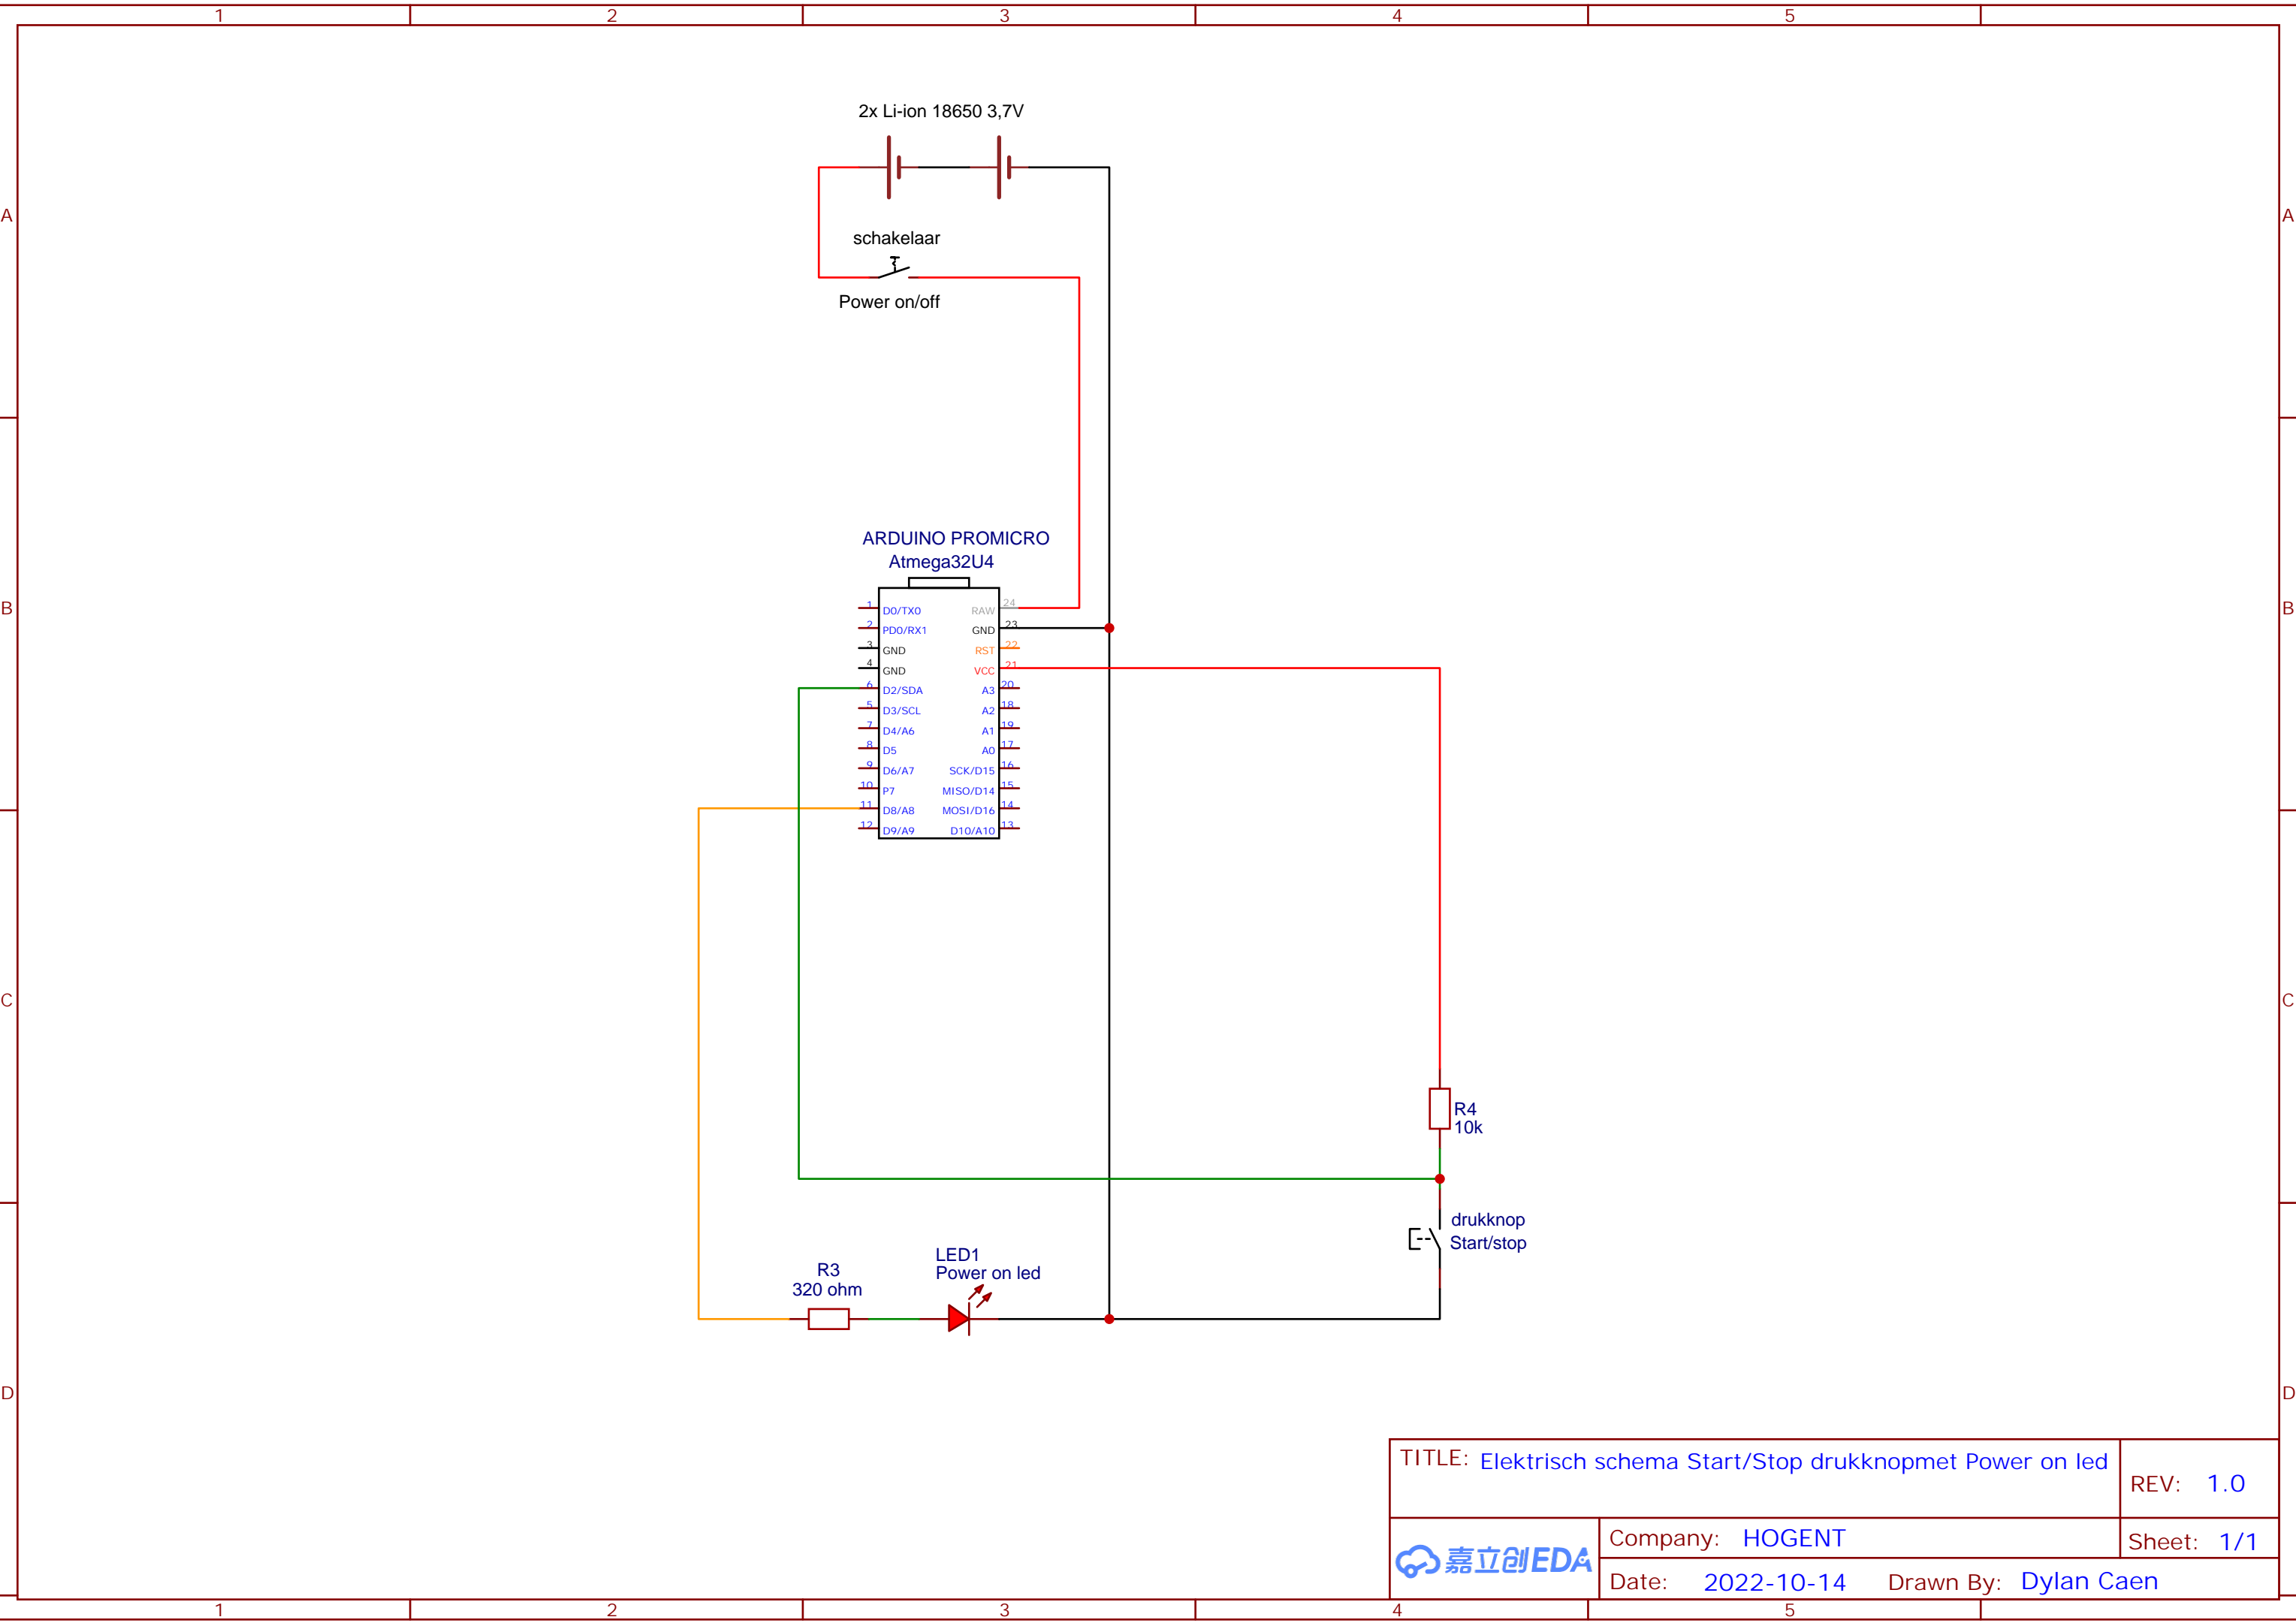 1 2 3 4 5
A A
B B
C C
D D
2x Li-ion 18650 3,7V
schakelaar
Power on/off
ARDUINO PROMICRO
Atmega32U4
1 D0/TX0 RAW 24
2 PD0/RX1 GND 23
3 GND RST 22
4 GND VCC 21
6 D2/SDA A3 20
5 D3/SCL A2 18
7 D4/A6 A1 19
8 D5 A0 17
9 D6/A7 SCK/D15 16
10 P7 MISO/D14 15
11 D8/A8 MOSI/D16 14
12 D9/A9 D10/A10 13
R4
10k
drukknop
Start/stop
LED1
Power on led
R3
320 ohm
TITLE: Elektrisch schema Start/Stop drukknopmet Power on led
REV: 1.0
嘉立创EDA
Company: HOGENT
Sheet: 1/1
Date: 2022-10-14 Drawn By: Dylan Caen
1 2 3 4 5